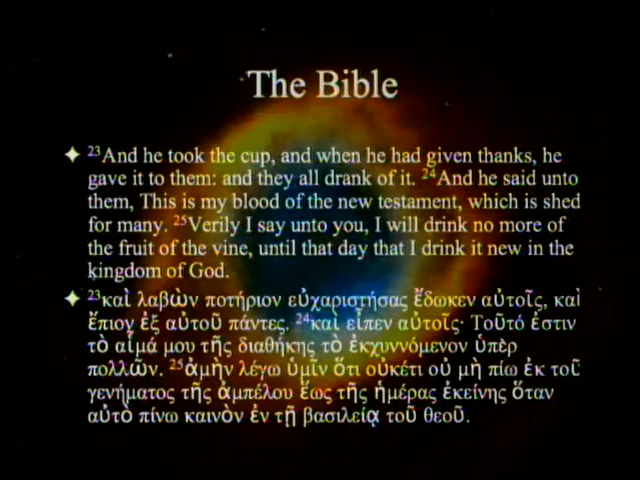 The Bible
✦ ²³And he took the cup, and when he had given thanks, he
gave it to them: and they all drank of it. ²⁴And he said unto
them, This is my blood of the new testament, which is shed
for many. ²⁵Verily I say unto you, I will drink no more of
the fruit of the vine, until that day that I drink it new in the
kingdom of God.
✦ ²³καὶ λαβὼν ποτήριον εὐχαριστήσας ἔδωκεν αὐτοῖς, καὶ
ἔπιον ἐξ αὐτοῦ πάντες. ²⁴καὶ εἶπεν αὐτοῖς· Τοῦτό ἐστιν
τὸ αἷμά μου τῆς διαθήκης τὸ ἐκχυννόμενον ὑπὲρ
πολλῶν. ²⁵ἀμὴν λέγω ὑμῖν ὅτι οὐκέτι οὐ μὴ πίω ἐκ τοῦ
γενήματος τῆς ἀμπέλου ἕως τῆς ἡμέρας ἐκείνης ὅταν
αὐτὸ πίνω καινὸν ἐν τῇ βασιλείᾳ τοῦ θεοῦ.